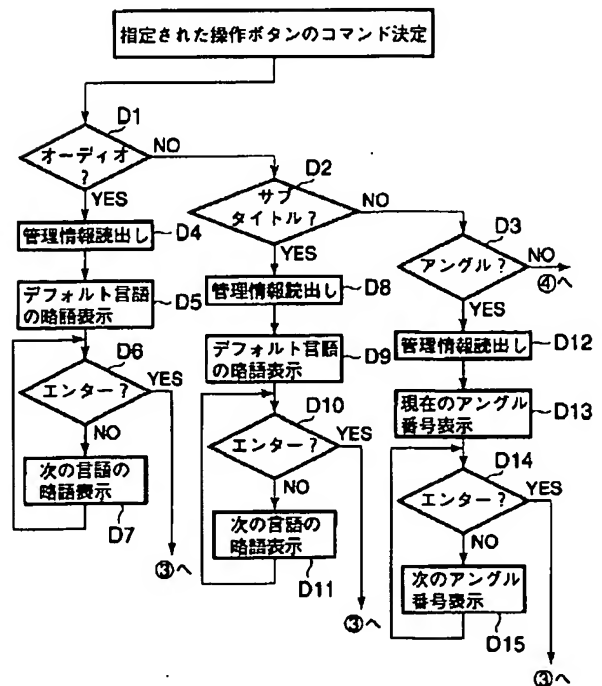 指定された操作ボタンのコマンド決定
D1
オーディオ
?
NO
YES
管理情報読出し
D4
デフォルト言語
の略語表示
D5
D6
エンター?
YES
NO
次の言語の
略語表示
D7
③へ
D2
サブ
タイトル?
NO
YES
管理情報読出し
D8
デフォルト言語
の略語表示
D9
D10
エンター?
YES
NO
次の言語の
略語表示
D11
③へ
D3
アングル?
NO
④へ
YES
管理情報読出し
D12
現在のアングル
番号表示
D13
D14
エンター?
YES
NO
次のアングル
番号表示
D15
③へ